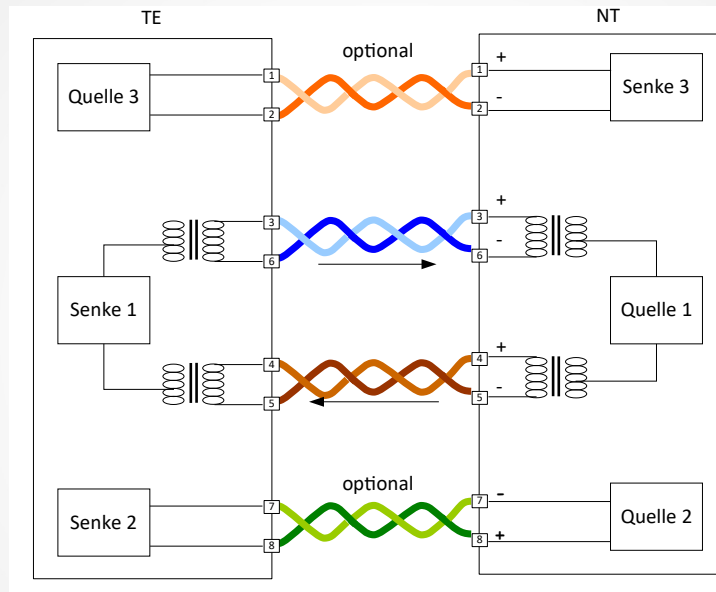 TE
NT
optional
Quelle 3
1
2
1
+
2
-
Senke 3
3
6
3
+
6
-
Senke 1
Quelle 1
4
5
4
+
5
-
optional
Senke 2
7
8
7
-
8
+
Quelle 2